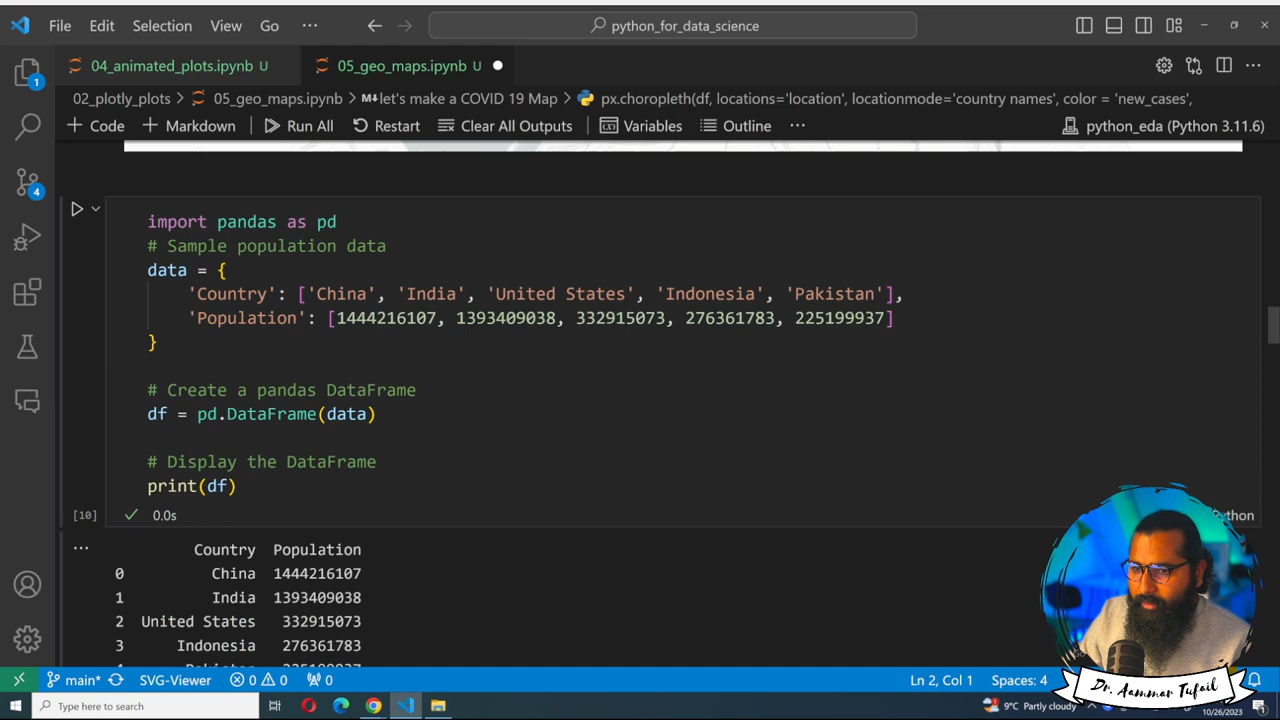 File Edit Selection View Go ··· python_for_data_science
04_animated_plots.ipynb U 05_geo_maps.ipynb U
02_plotly_plots > 05_geo_maps.ipynb > M↓let's make a COVID 19 Map > px.choropleth(df, locations='location', locationmode='country names', color = 'new_cases',
+ Code + Markdown Run All Restart Clear All Outputs Variables Outline ··· python_eda (Python 3.11.6)
import pandas as pd
# Sample population data
data = {
'Country': ['China', 'India', 'United States', 'Indonesia', 'Pakistan'],
'Population': [1444216107, 1393409038, 332915073, 276361783, 225199937]
}
# Create a pandas DataFrame
df = pd.DataFrame(data)
# Display the DataFrame
print(df)
[10] 0.0s
Country Population
0 China 1444216107
1 India 1393409038
2 United States 332915073
3 Indonesia 276361783
1
4
main* SVG-Viewer 0 0 0 Ln 2, Col 1 Spaces: 4
Dr. Aammar Tufail
Type here to search 9°C Partly cloudy 10/26/2023